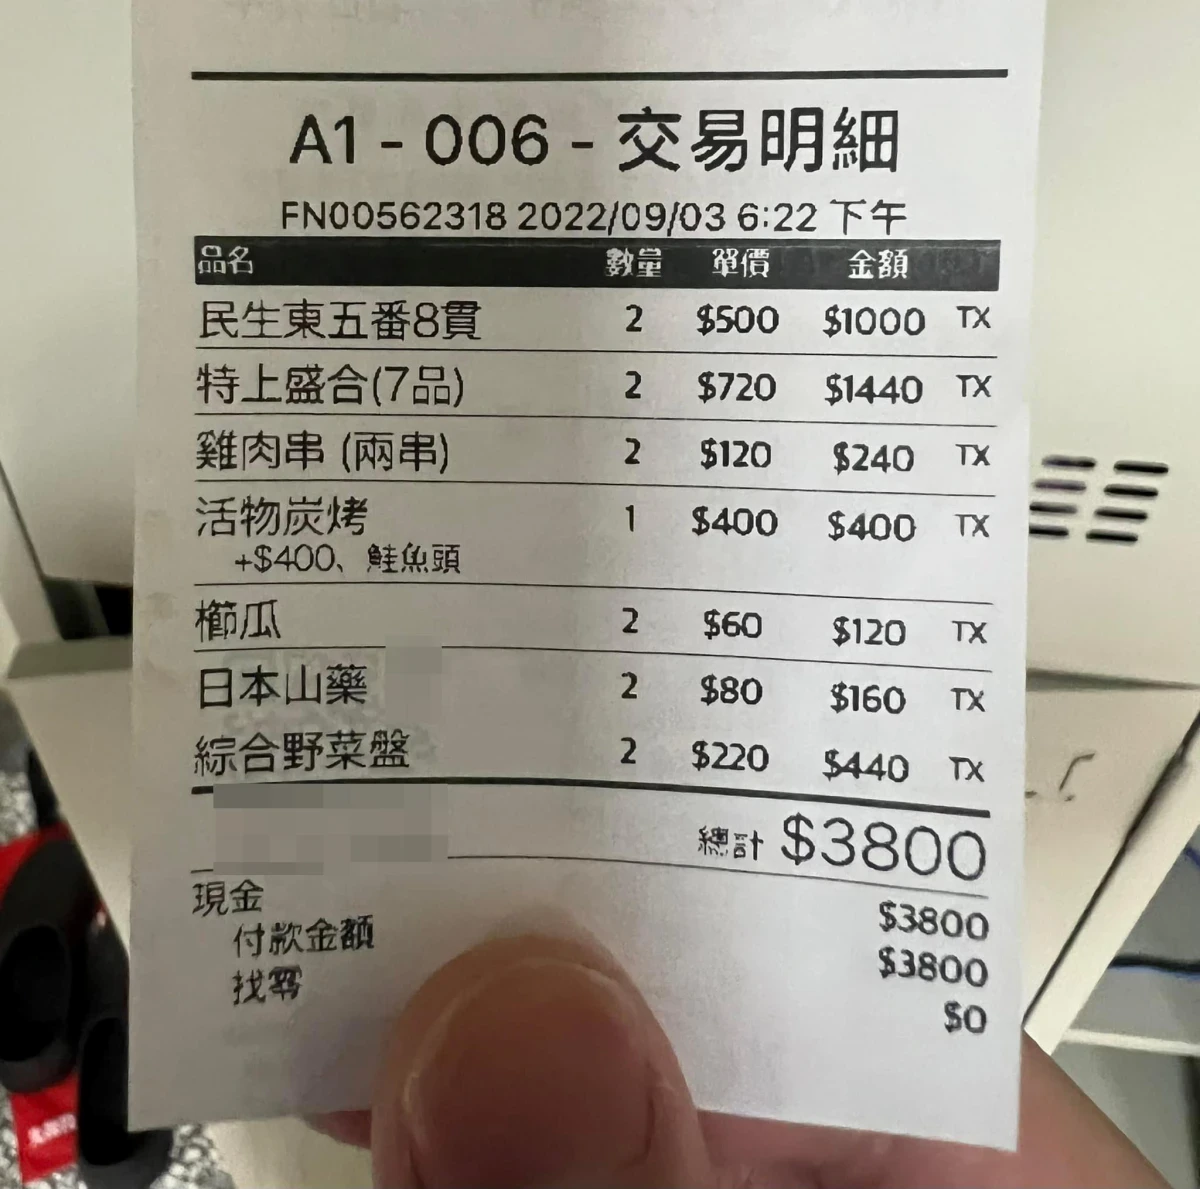 A1 - 006 - 交易明細
FN00562318 2022/09/03 6:22 下午
品名 數量 單價 金額
民生東五番8貫 2 $500 $1000 TX
特上盛合(7品) 2 $720 $1440 TX
雞肉串 (兩串) 2 $120 $240 TX
活物炭烤 1 $400 $400 TX
+$400、鮭魚頭
櫛瓜 2 $60 $120 TX
日本山藥 2 $80 $160 TX
綜合野菜盤 2 $220 $440 TX
總計 $3800
現金 $3800
付款金額 $3800
找零 $0